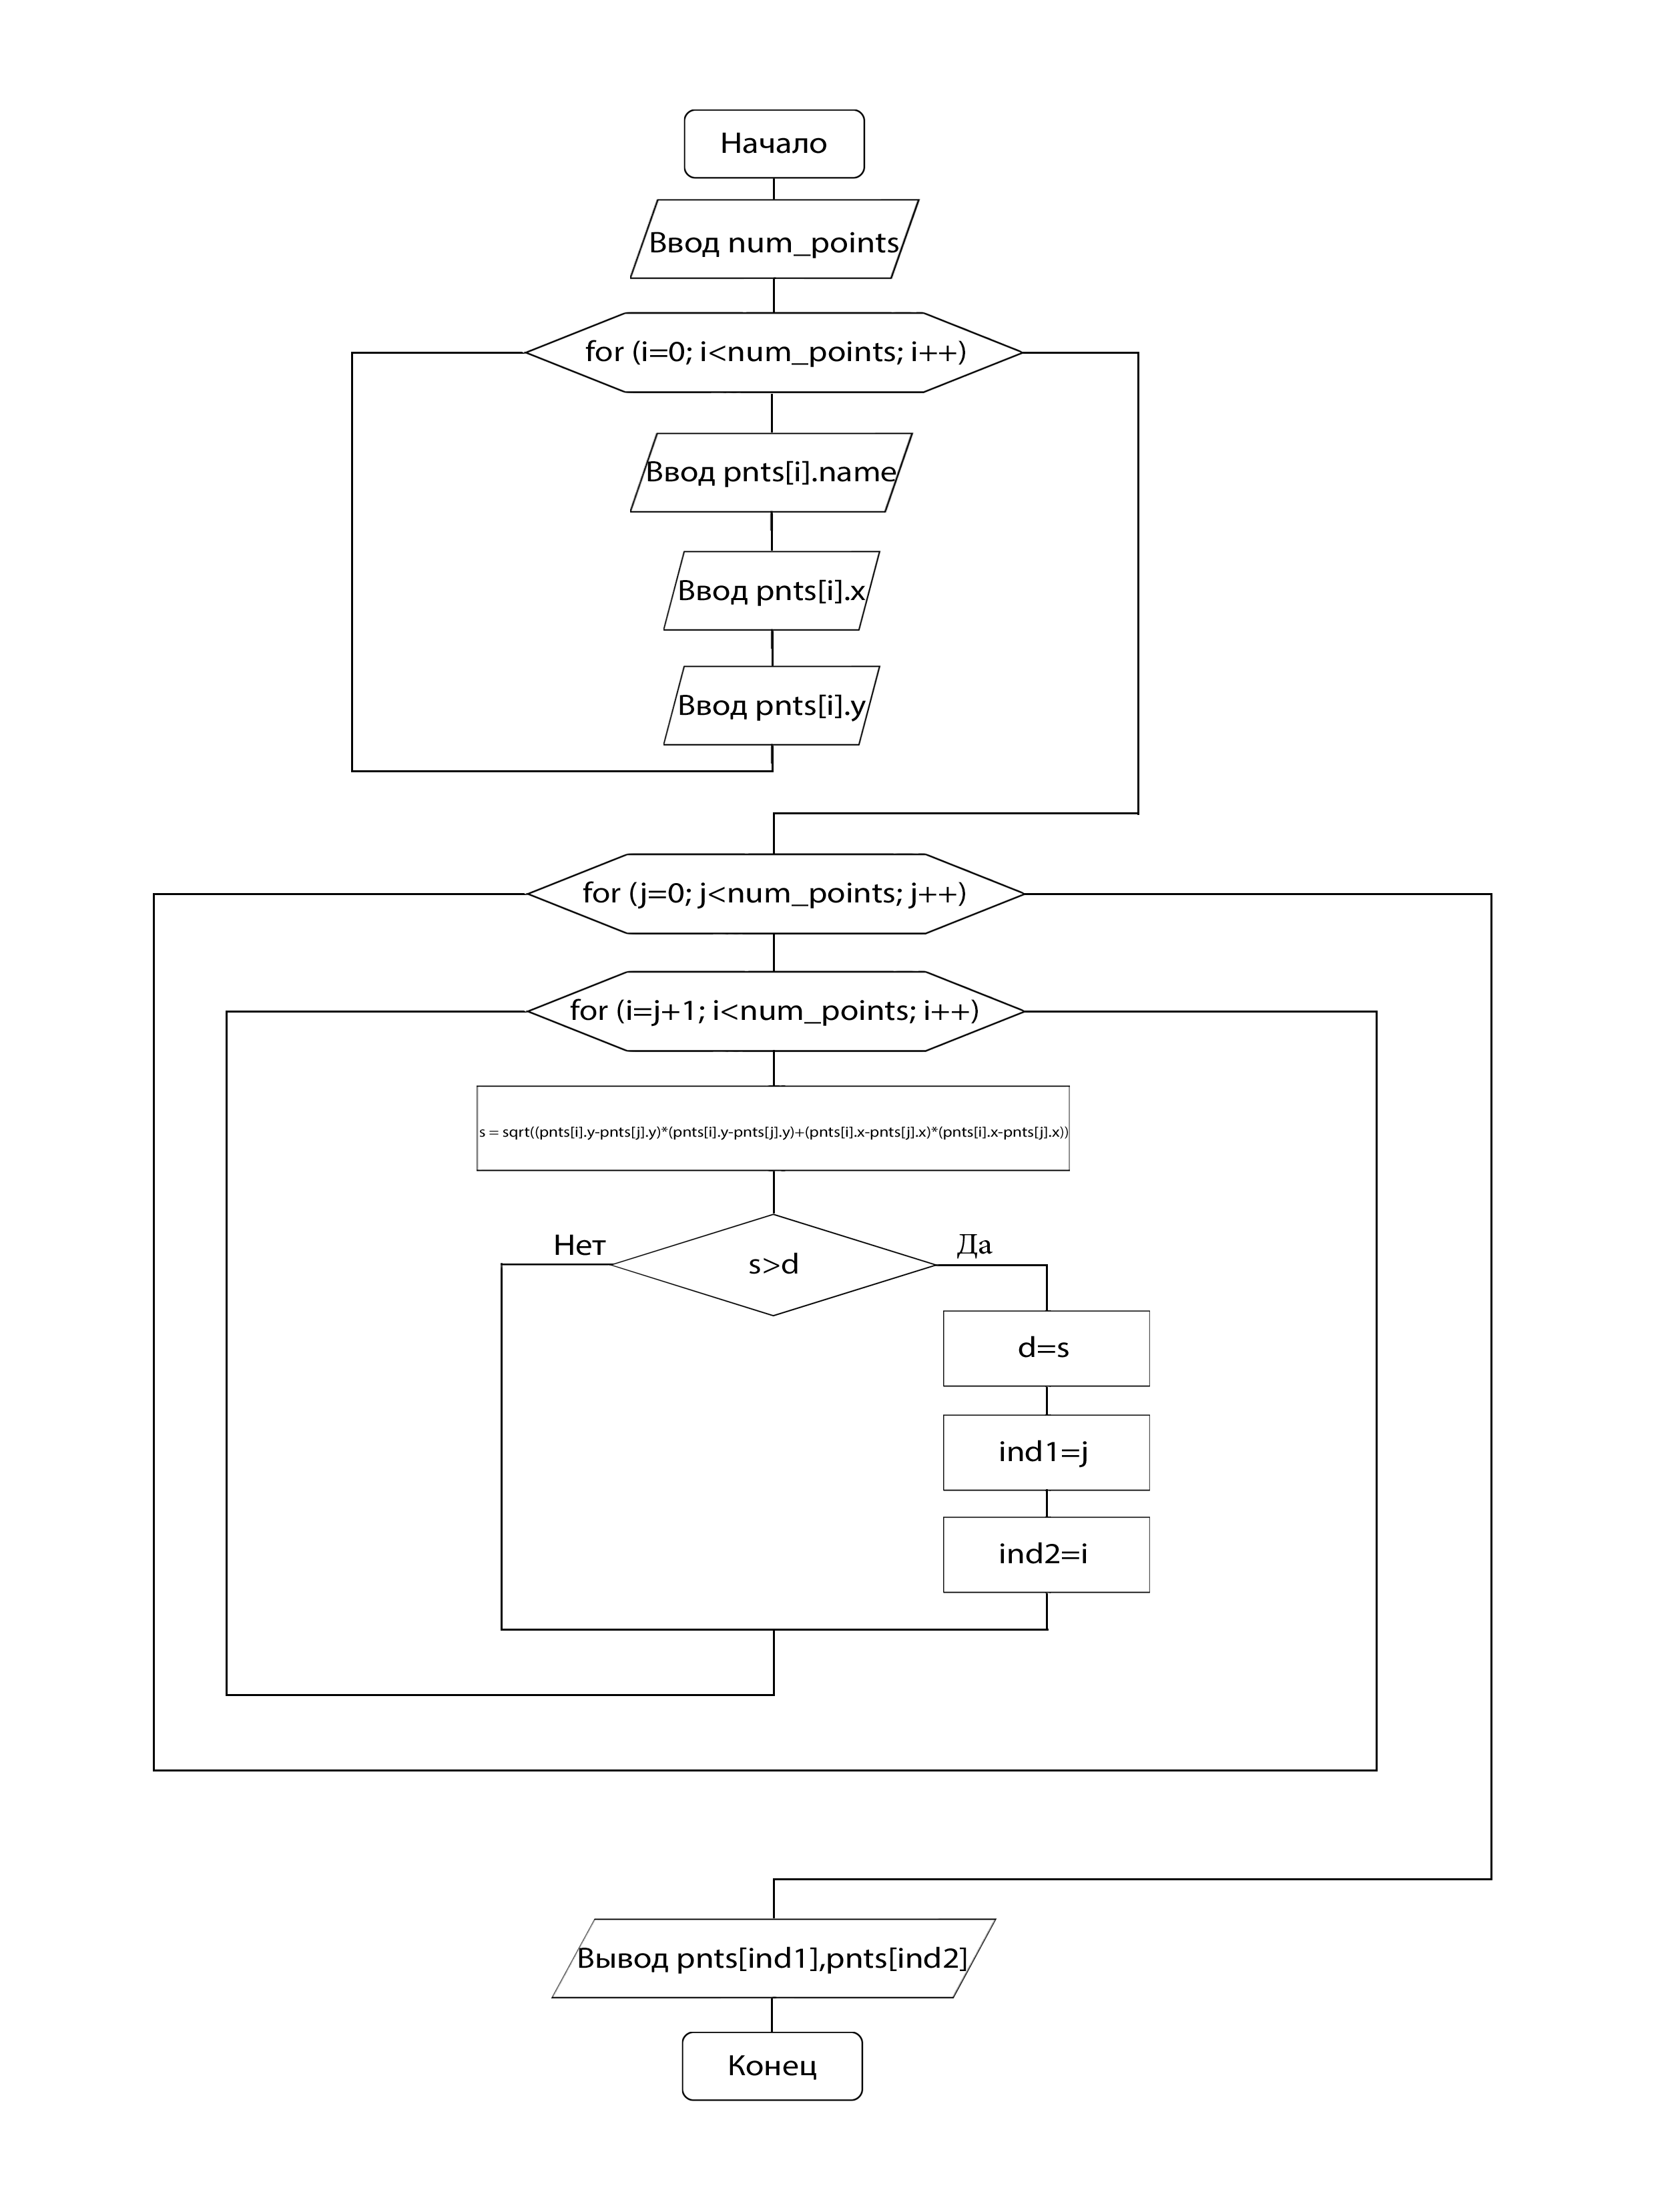 Начало
Ввод num_points
for (i=0; i<num_points; i++)
Ввод pnts[i].name
Ввод pnts[i].x
Ввод pnts[i].y
for (j=0; j<num_points; j++)
for (i=j+1; i<num_points; i++)
s = sqrt((pnts[i].y-pnts[j].y)*(pnts[i].y-pnts[j].y)+(pnts[i].x-pnts[j].x)*(pnts[i].x-pnts[j].x))
Нет
s>d
Да
d=s
ind1=j
ind2=i
Вывод pnts[ind1],pnts[ind2]
Конец